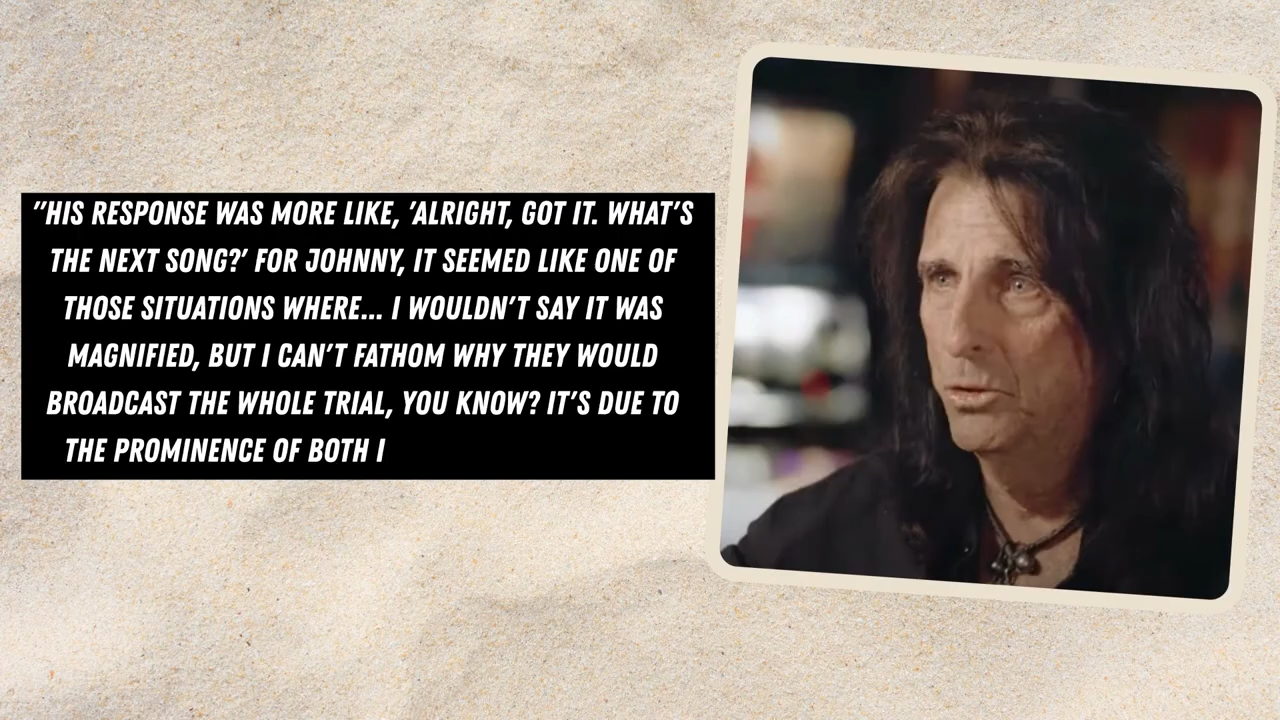 "HIS RESPONSE WAS MORE LIKE, 'ALRIGHT, GOT IT. WHAT'S
THE NEXT SONG?' FOR JOHNNY, IT SEEMED LIKE ONE OF
THOSE SITUATIONS WHERE... I WOULDN'T SAY IT WAS
MAGNIFIED, BUT I CAN'T FATHOM WHY THEY WOULD
BROADCAST THE WHOLE TRIAL, YOU KNOW? IT'S DUE TO
THE PROMINENCE OF BOTH I